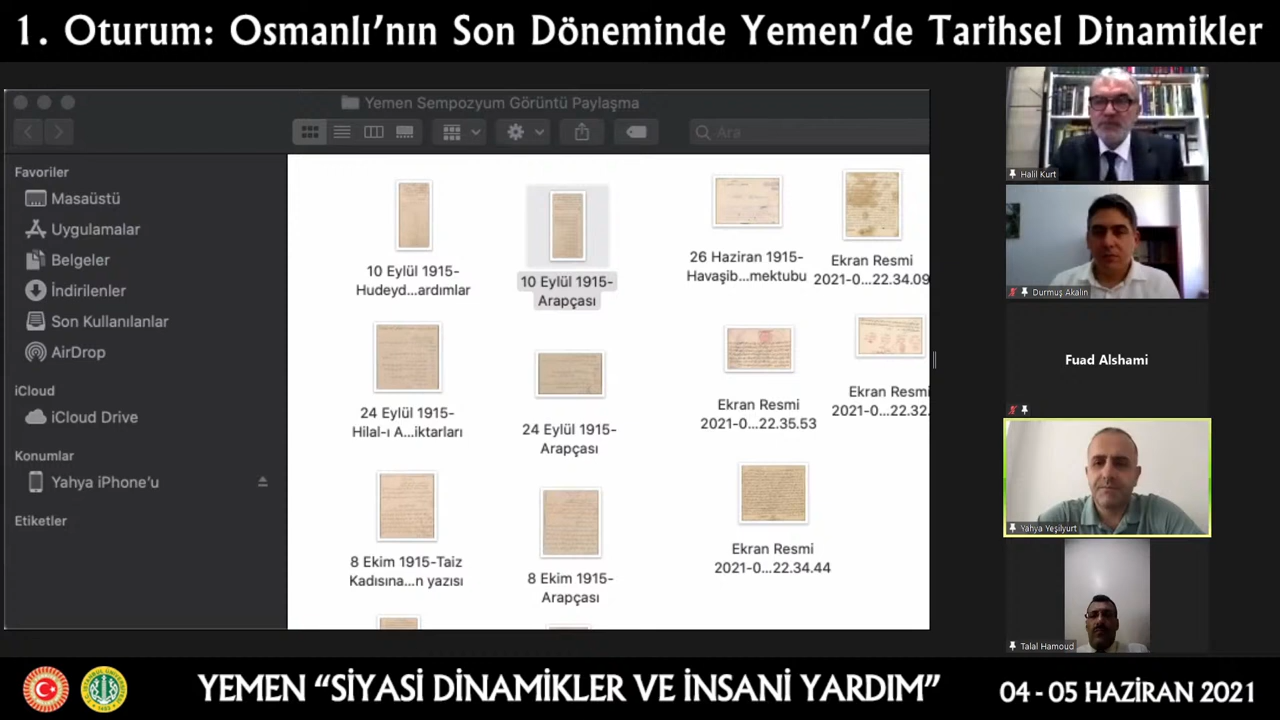 1. Oturum: Osmanlı’nın Son Döneminde Yemen’de Tarihsel Dinamikler
Yemen Sempozyum Görüntü Paylaşma
Ara
Favoriler
Masaüstü
Uygulamalar
Belgeler
İndirilenler
Son Kullanılanlar
AirDrop
iCloud
iCloud Drive
Konumlar
Yahya iPhone’u
Etiketler
10 Eylül 1915-
Hudeyd...ardımlar
10 Eylül 1915-
Arapçası
26 Haziran 1915-
Havaşib...mektubu
Ekran Resmi
2021-0...22.34.09
24 Eylül 1915-
Hilal-ı A...iktarları
24 Eylül 1915-
Arapçası
Ekran Resmi
2021-0...22.35.53
Ekran Resmi
2021-0...22.32.
8 Ekim 1915-Taiz
Kadısına...n yazısı
8 Ekim 1915-
Arapçası
Ekran Resmi
2021-0...22.34.44
Halil Kurt
Durmuş Akalın
Fuad Alshami
Yahya Yeşilyurt
Talal Hamoud
YEMEN “SİYASİ DİNAMİKLER VE İNSANİ YARDIM”
04 - 05 HAZİRAN 2021